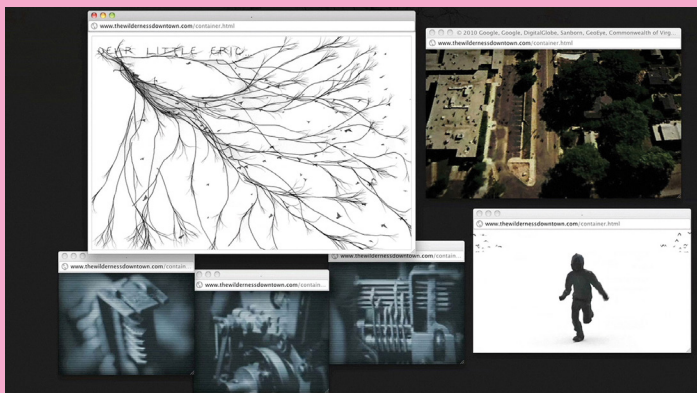 www.thewildernessdowntown.com/container.html
DEAR LITTLE ERIC
© 2010 Google, Google, DigitalGlobe, Sanborn, GeoEye, Commonwealth of Virg...
www.thewildernessdowntown.com/container.html
www.thewildernessdowntown.com/container.html
www.thewildernessdowntown.com/contain...
www.thewildernessdowntown.com/contain...
www.thewildernessdowntown.com/contain...